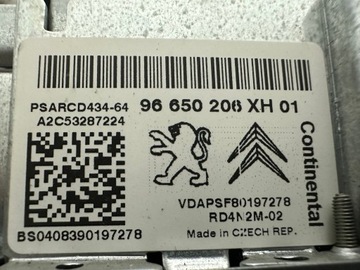 PSARCD434-64 96 650 206 XH 01
A2C53287224
Continental
VDAPSF80197278
RD4N2M-02
BS0408390197278 Made in CZECH REP.